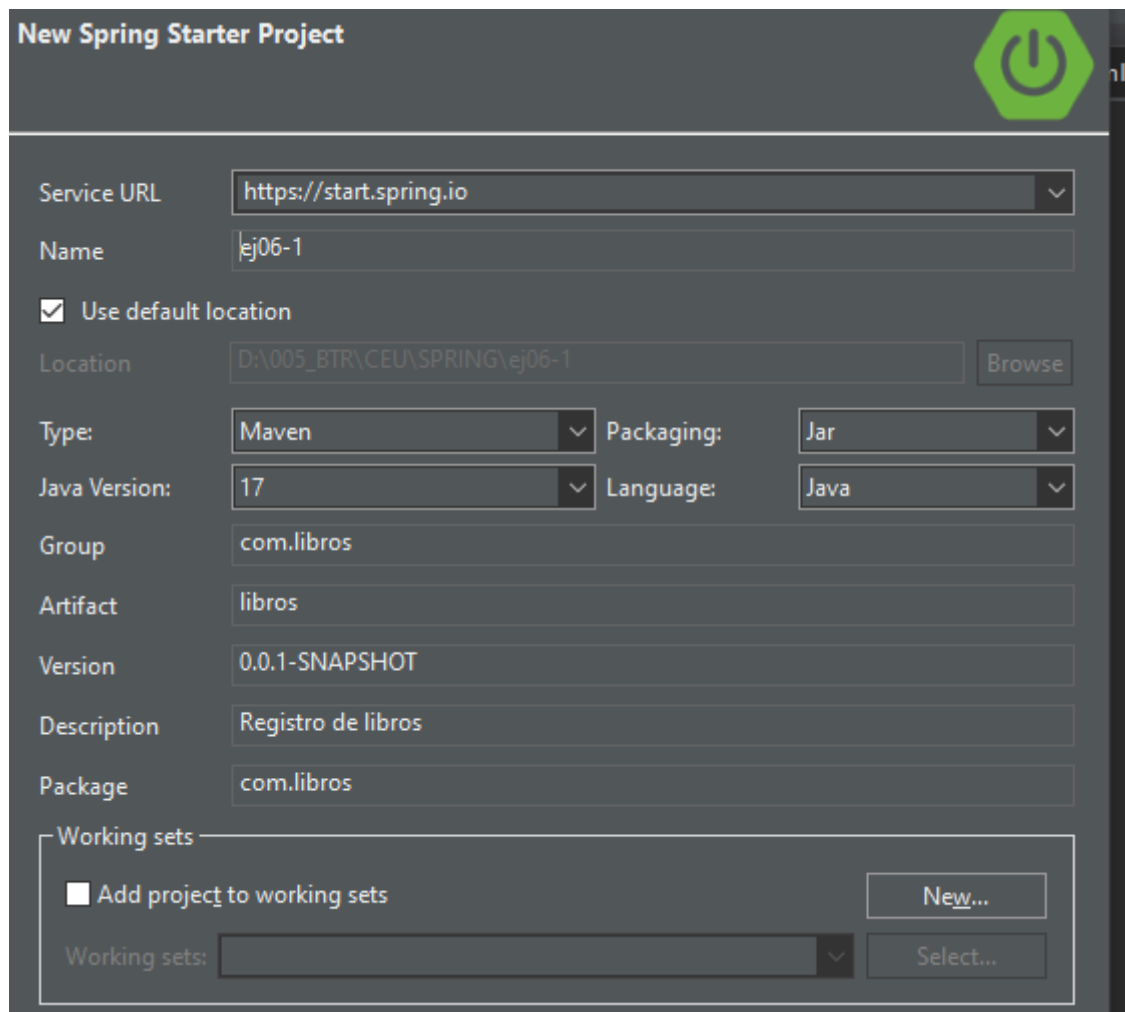 New Spring Starter Project
Service URL https://start.spring.io
Name ej06-1
Use default location
Location D:\005_BTR\CEU\SPRING\ej06-1 Browse
Type: Maven Packaging: Jar
Java Version: 17 Language: Java
Group com.libros
Artifact libros
Version 0.0.1-SNAPSHOT
Description Registro de libros
Package com.libros
Working sets
Add project to working sets New...
Working sets: Select...